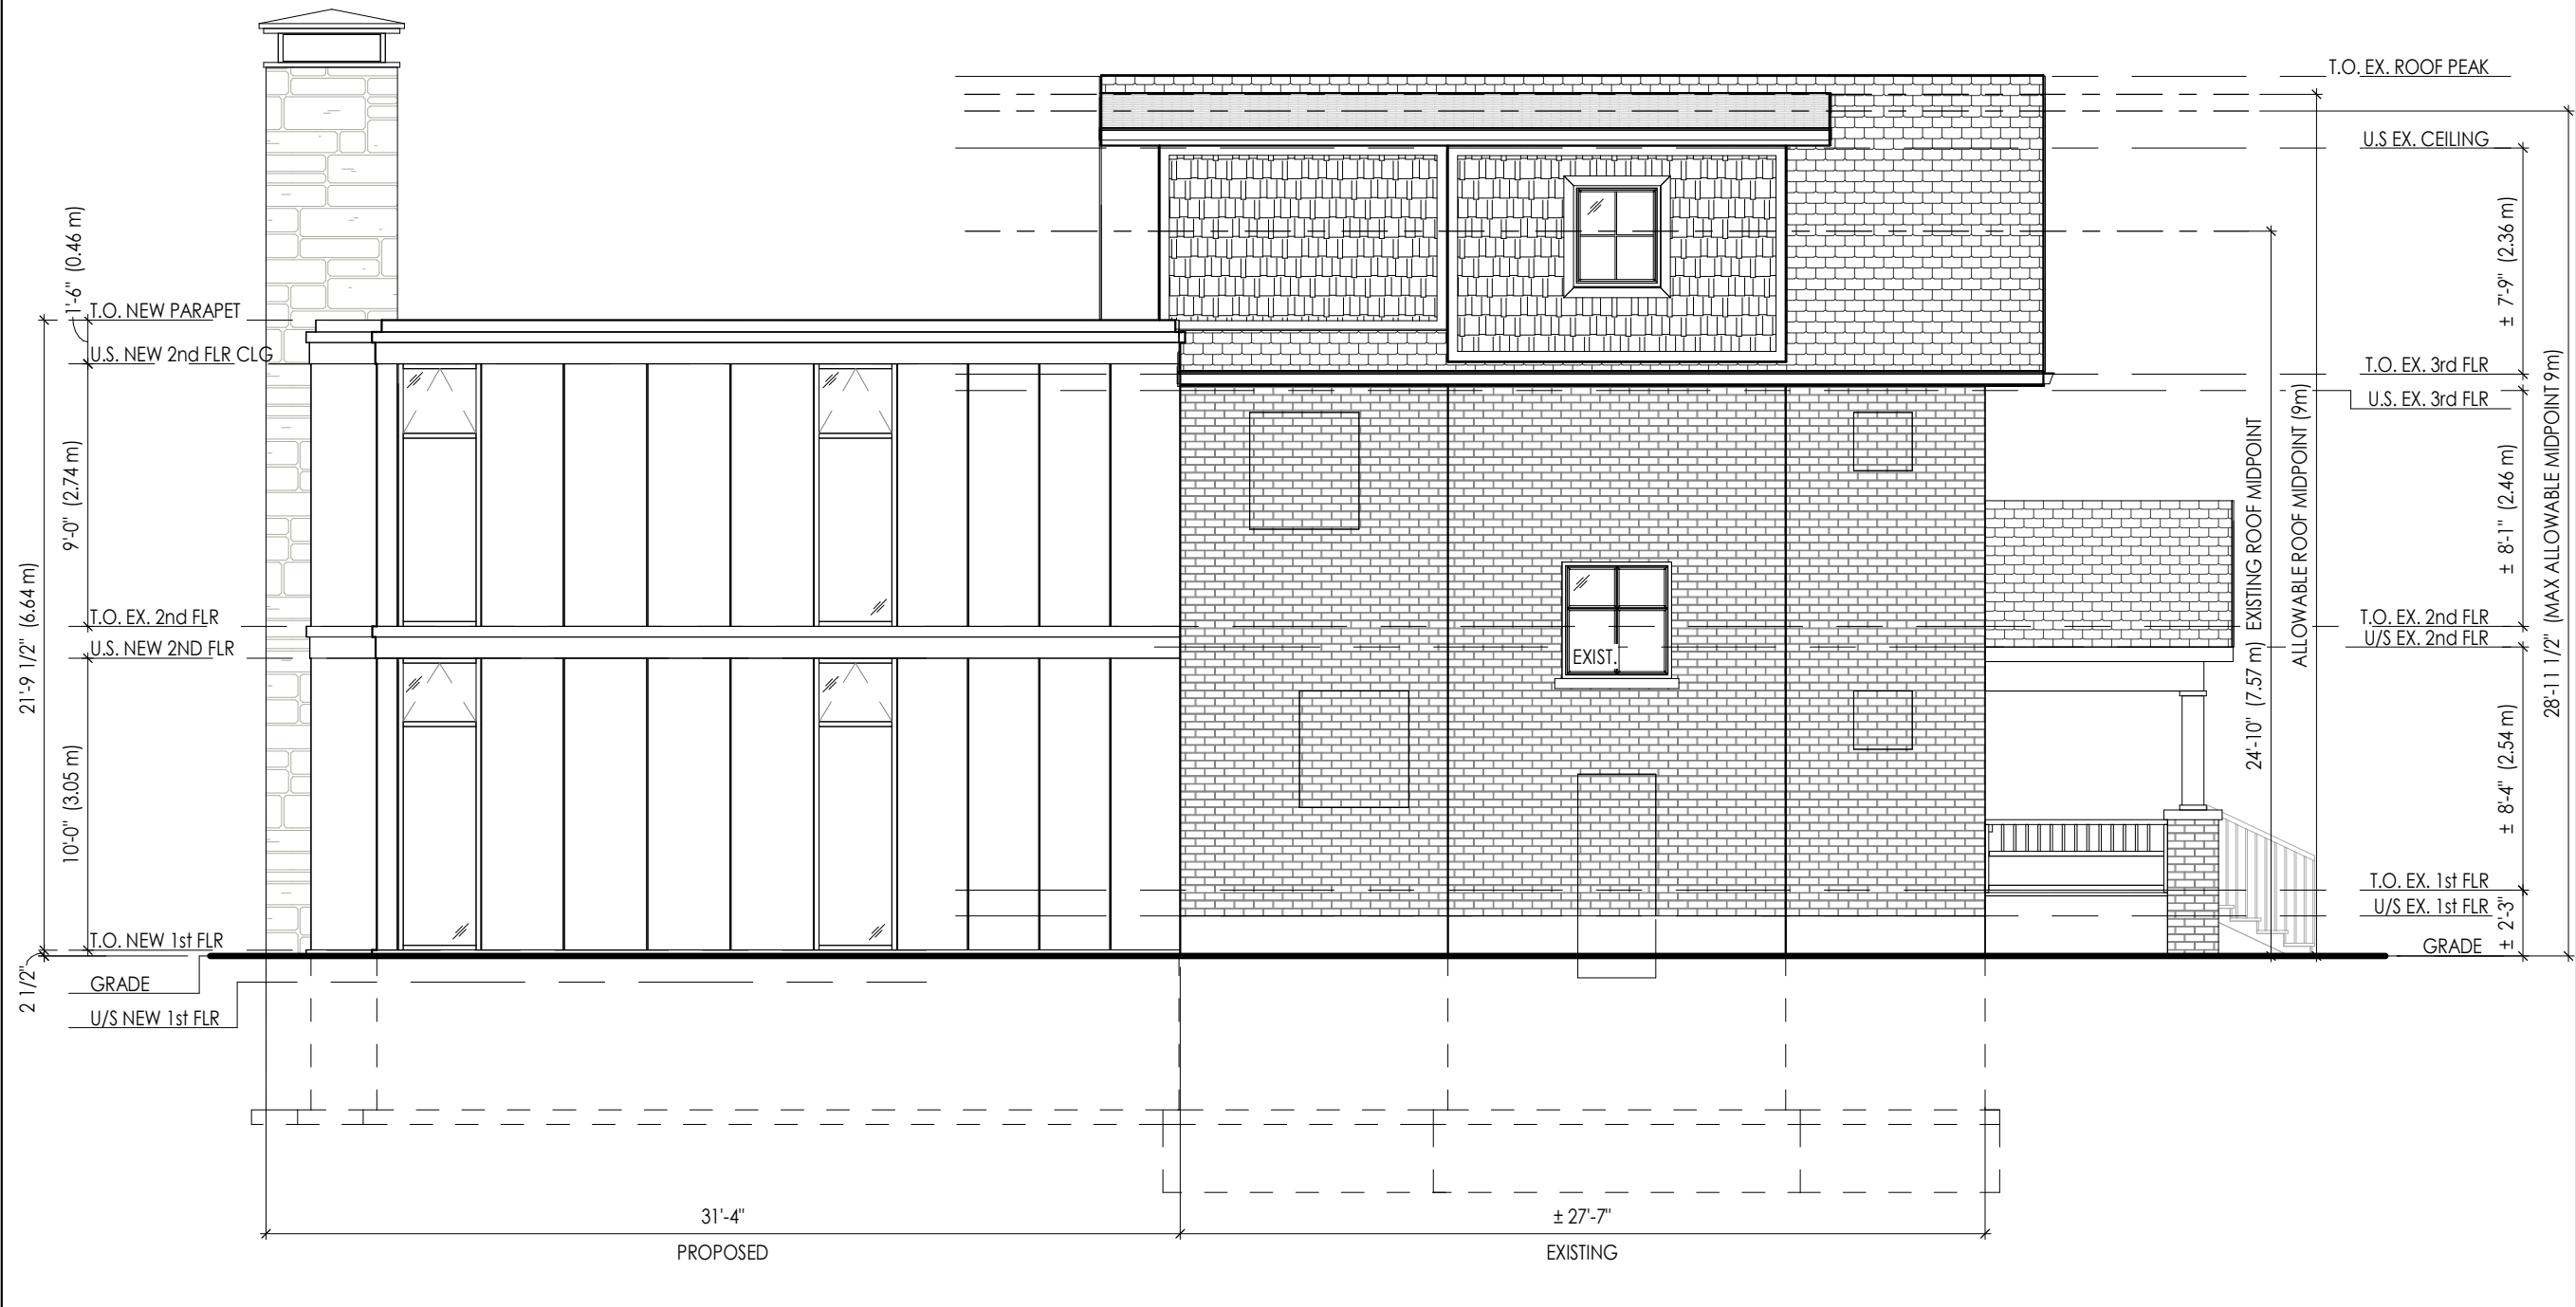 T.O. EX. ROOF PEAK
U.S EX. CEILING
± 7'-9" (2.36 m)
1'-6" (0.46 m)
T.O. NEW PARAPET
U.S. NEW 2nd FLR CLG
T.O. EX. 3rd FLR
U.S. EX. 3rd FLR
9'-0" (2.74 m)
± 8'-1" (2.46 m)
24'-10" (7.57 m) EXISTING ROOF MIDPOINT
ALLOWABLE ROOF MIDPOINT (9m)
28'-11 1/2" (MAX ALLOWABLE MIDPOINT 9m)
21'-9 1/2" (6.64 m)
T.O. EX. 2nd FLR
U.S. NEW 2ND FLR
EXIST.
T.O. EX. 2nd FLR
U/S EX. 2nd FLR
10'-0" (3.05 m)
± 8'-4" (2.54 m)
T.O. EX. 1st FLR
U/S EX. 1st FLR
± 2'-3"
T.O. NEW 1st FLR
GRADE
2 1/2"
GRADE
U/S NEW 1st FLR
31'-4"
± 27'-7"
PROPOSED
EXISTING